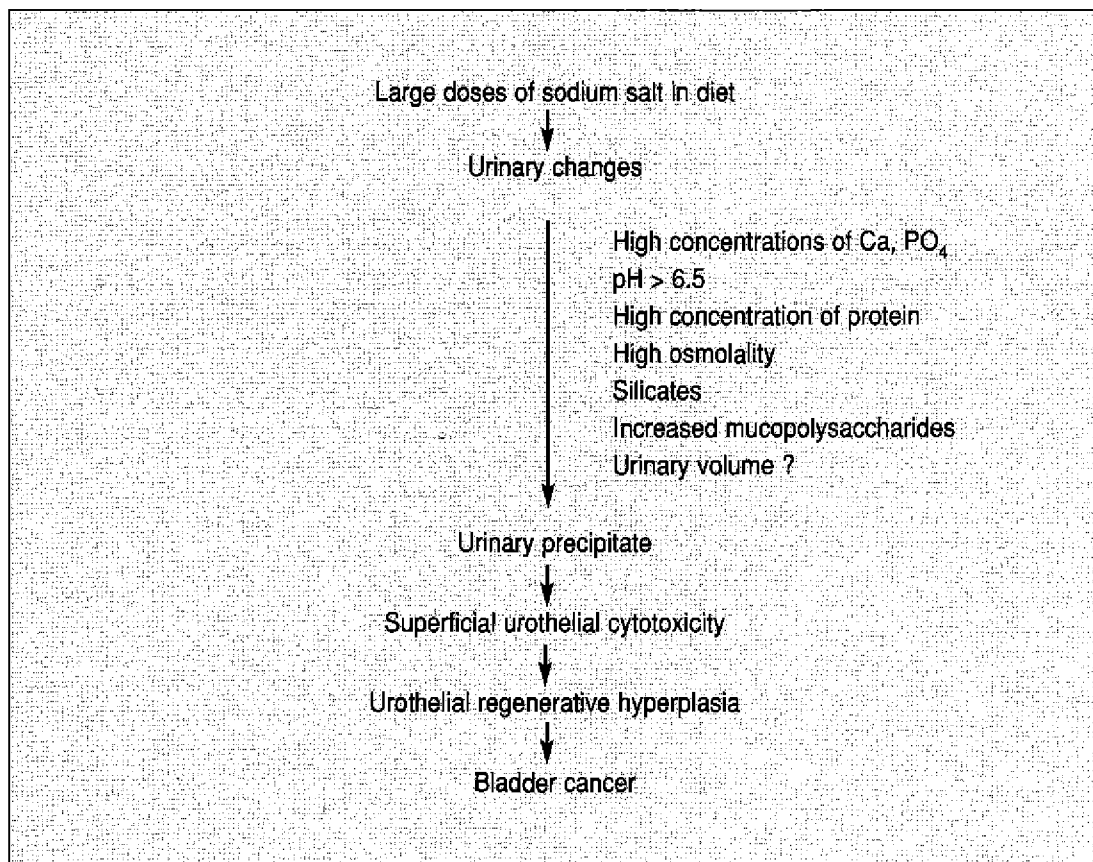 Large doses of sodium salt in diet
Urinary changes
High concentrations of Ca, PO₄
pH > 6.5
High concentration of protein
High osmolality
Silicates
Increased mucopolysaccharides
Urinary volume ?
Urinary precipitate
Superficial urothelial cytotoxicity
Urothelial regenerative hyperplasia
Bladder cancer